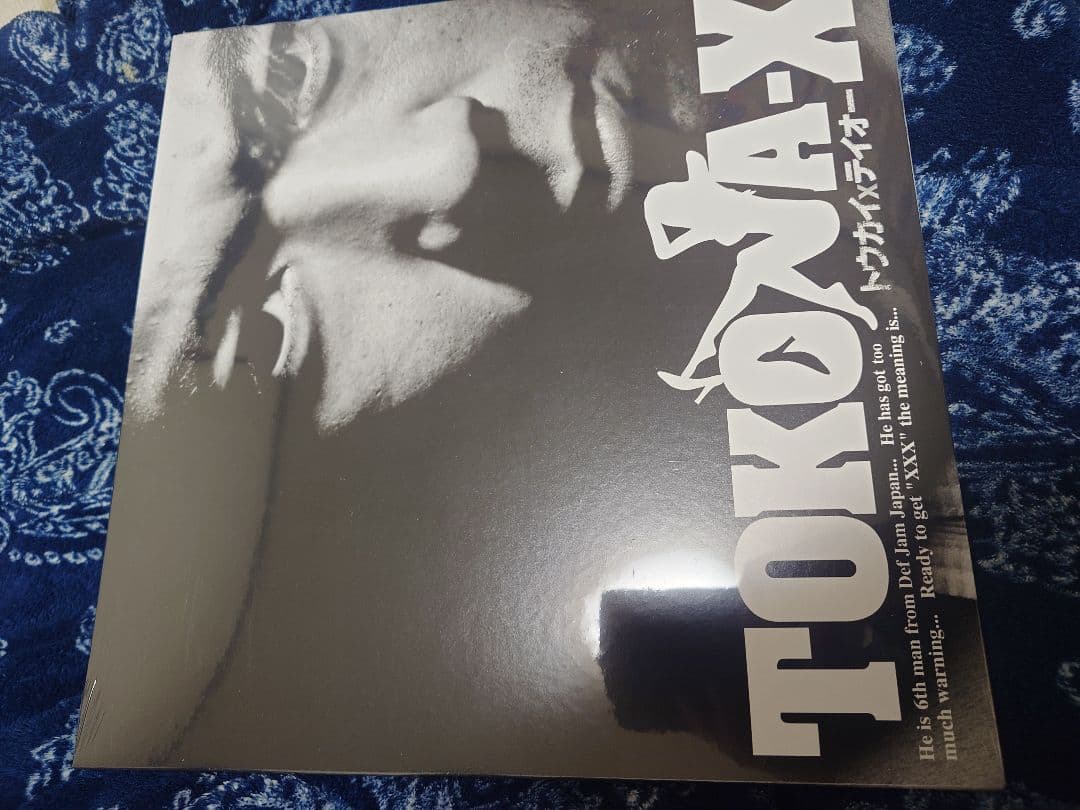 TOKONA-X
トウカイxテイオー
He is 6th man from Def Jam Japan... He has got too
much warning... Ready to get "XXX" the meaning is...